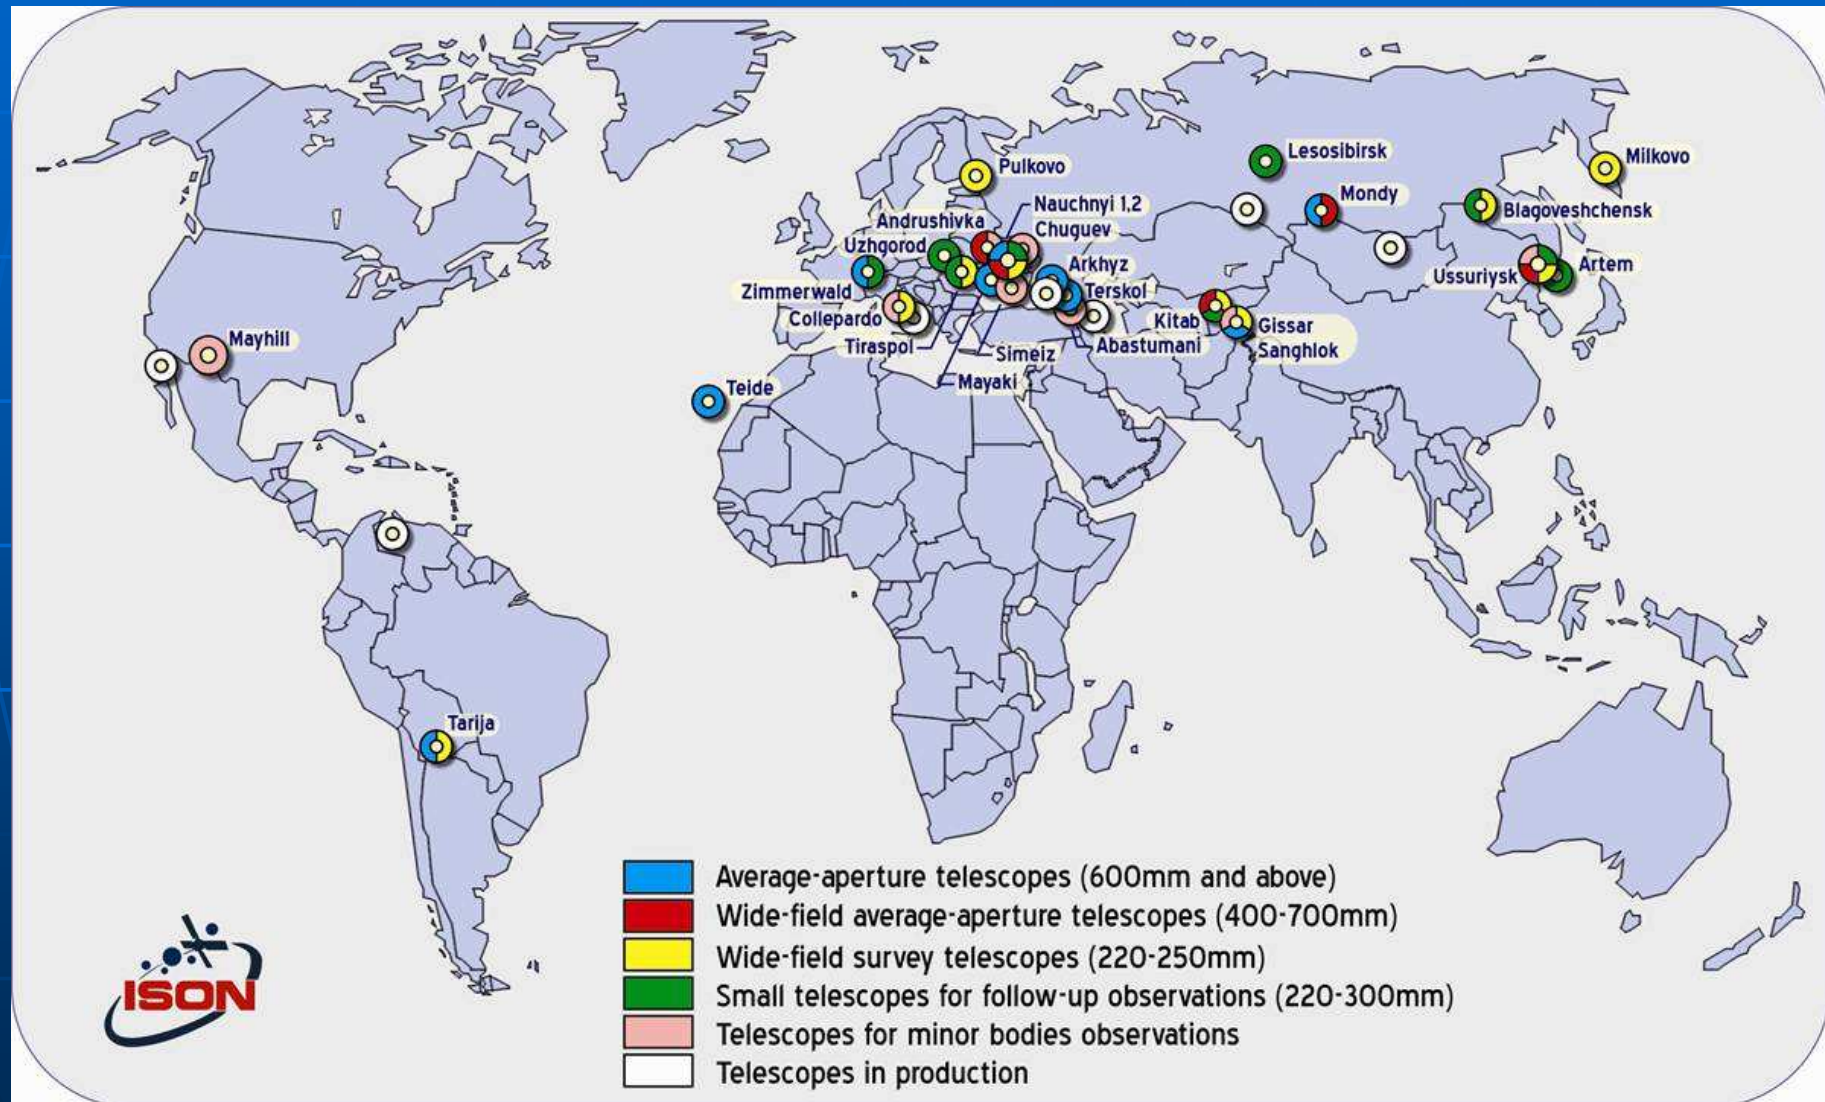 Lesosibirsk
Milkovo
Pulkovo
Mondy
Nauchnyi 1,2
Blagoveshchensk
Andrushivka
Chuguev
Uzhgorod
Arkhyz
Artem
Ussuriysk
Zimmerwald
Terskol
Collepardo
Kitab
Gissar
Mayhill
Tiraspol
Simeiz
Abastumani
Sanghlok
Mayaki
Teide
Tarija
Average-aperture telescopes (600mm and above)
Wide-field average-aperture telescopes (400-700mm)
Wide-field survey telescopes (220-250mm)
Small telescopes for follow-up observations (220-300mm)
Telescopes for minor bodies observations
Telescopes in production
ISON